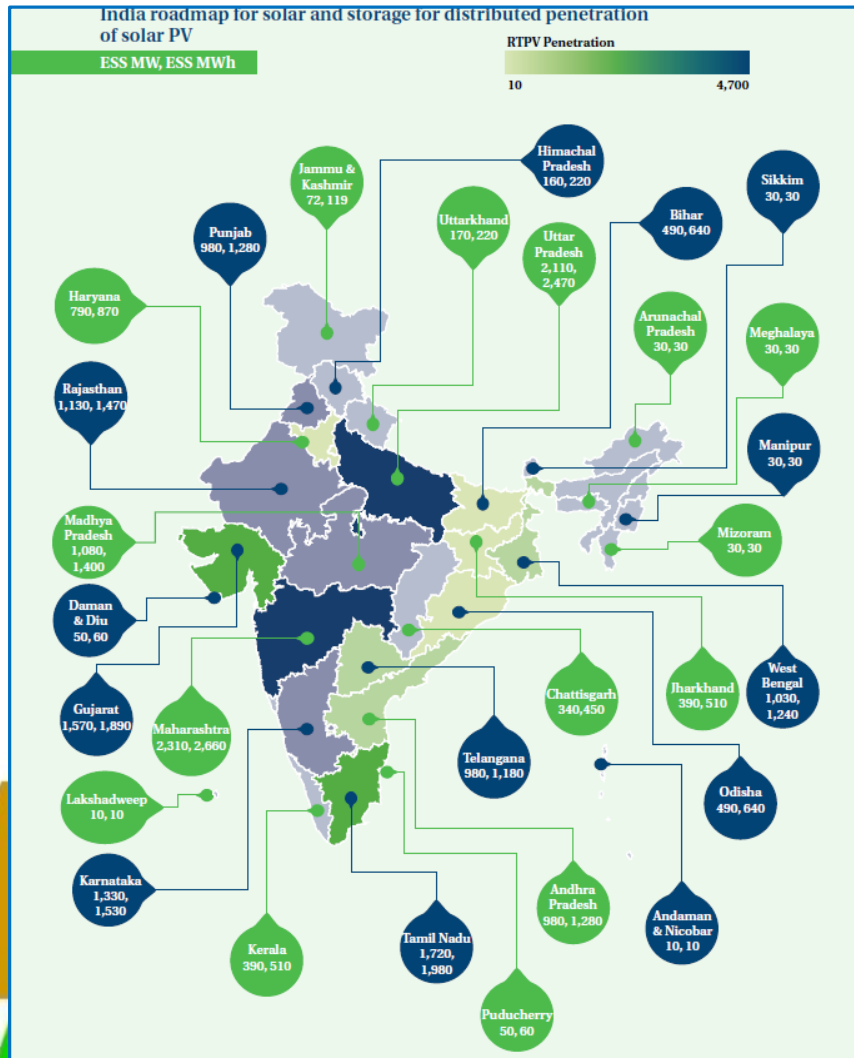 India roadmap for solar and storage for distributed penetration
of solar PV
ESS MW, ESS MWh
RTPV Penetration
10
4,700
Himachal
Pradesh
160, 220
Jammu &
Kashmir
72, 119
Sikkim
30, 30
Bihar
490, 640
Uttarkhand
170, 220
Punjab
980, 1,280
Uttar
Pradesh
2,110,
2,470
Haryana
790, 870
Arunachal
Pradesh
30, 30
Meghalaya
30, 30
Rajasthan
1,130, 1,470
Manipur
30, 30
Madhya
Pradesh
1,080,
1,400
Mizoram
30, 30
Daman
& Diu
50, 60
Gujarat
1,570, 1,890
Maharashtra
2,310, 2,660
Chattisgarh
340,450
Jharkhand
390, 510
West
Bengal
1,030,
1,240
Telangana
980, 1,180
Odisha
490, 640
Lakshadweep
10, 10
Karnataka
1,330,
1,530
Andhra
Pradesh
980, 1,280
Andaman
& Nicobar
10, 10
Kerala
390, 510
Tamil Nadu
1,720,
1,980
Puducherry
50, 60